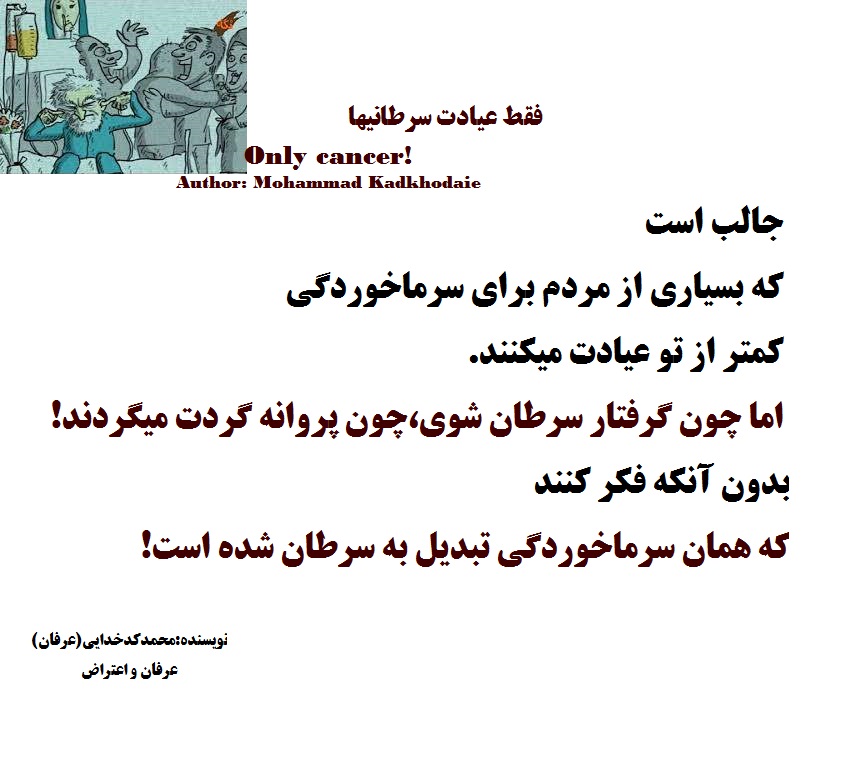 فقط عیادت سرطانیها
Only cancer!
Author: Mohammad Kadkhodaie
جالب است
که بسیاری از مردم برای سرماخوردگی
کمتر از تو عیادت میکنند.
اما چون گرفتار سرطان شوی،چون پروانه گردت میگردند!
بدون آنکه فکر کنند
که همان سرماخوردگی تبدیل به سرطان شده است!
نویسنده:محمدکدخدایی(عرفان)
عرفان و اعتراض